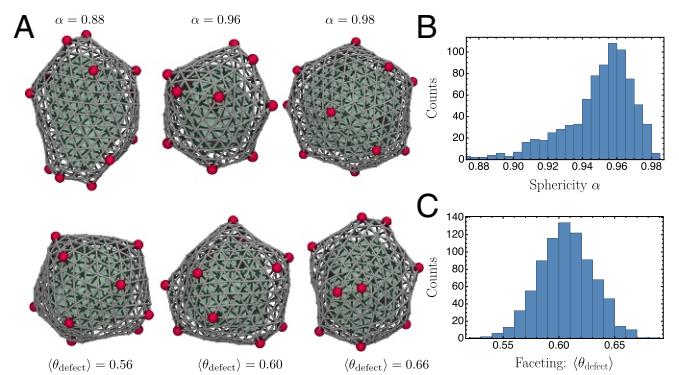 A
α = 0.88
α = 0.96
α = 0.98
⟨θdefect⟩ = 0.56
⟨θdefect⟩ = 0.60
⟨θdefect⟩ = 0.66
B
Counts
100
80
60
40
20
0
0.88 0.90 0.92 0.94 0.96 0.98
Sphericity α
C
Counts
140
120
100
80
60
40
20
0
0.55 0.60 0.65
Faceting: ⟨θdefect⟩